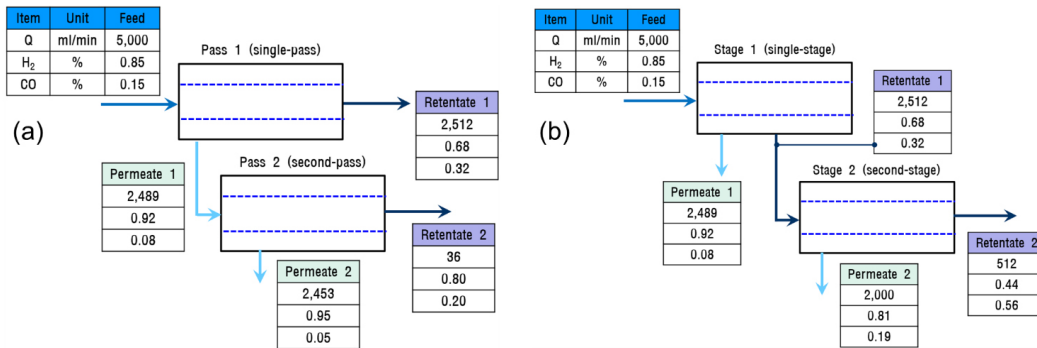 (a)
Item Unit Feed
Q ml/min 5,000
H₂ % 0.85
CO % 0.15
Pass 1 (single-pass)
Retentate 1
2,512
0.68
0.32
Permeate 1
2,489
0.92
0.08
Pass 2 (second-pass)
Retentate 2
36
0.80
0.20
Permeate 2
2,453
0.95
0.05
(b)
Item Unit Feed
Q ml/min 5,000
H₂ % 0.85
CO % 0.15
Stage 1 (single-stage)
Retentate 1
2,512
0.68
0.32
Permeate 1
2,489
0.92
0.08
Stage 2 (second-stage)
Retentate 2
512
0.44
0.56
Permeate 2
2,000
0.81
0.19